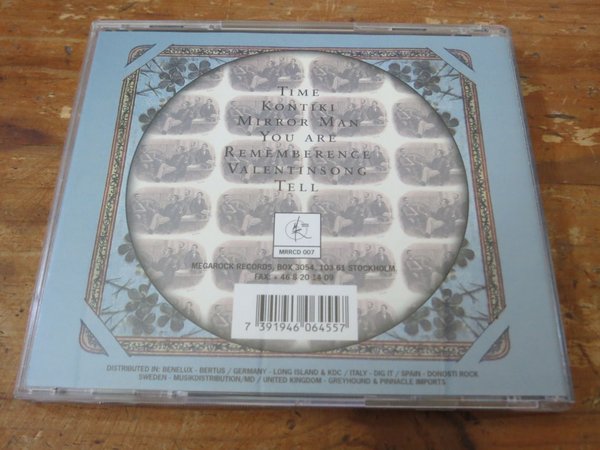 Time
Kontiki
Mirror Man
You are
Rememberence
Valentinsong
Tell
MRRCD 007
MEGAROCK RECORDS, BOX 3054, 103 61 STOCKHOLM
FAX: + 46 8 20 14 09
7 391946 064557
DISTRIBUTED IN: BENELUX - BERTUS / GERMANY - LONG ISLAND & KDC / ITALY - DIG IT / SPAIN - DONOSTI ROCK
SWEDEN - MUSIKDISTRIBUTION/MD / UNITED KINGDOM - GREYHOUND & PINNACLE IMPORTS